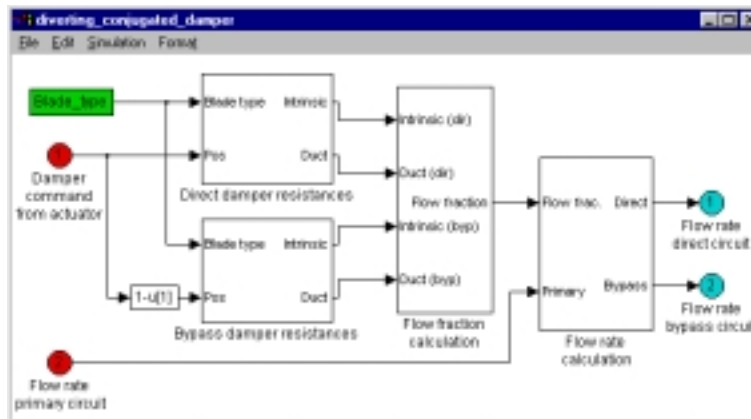 diverting_conjugated_damper
File Edit Simulation Format
Blade_type
Blade type Intrinsic
Pos Duct
Direct damper resistances
1
Damper
command
from actuator
Blade type Intrinsic
Pos Duct
Bypass damper resistances
1-u[1]
2
Flow rate
primary circuit
Intrinsic (dir)
Duct (dir)
Flow fraction
Intrinsic (byp)
Duct (byp)
Flow fraction
calculation
Flow frac. Direct
Primary Bypass
Flow rate
calculation
1
Flow rate
direct circuit
2
Flow rate
bypass circuit